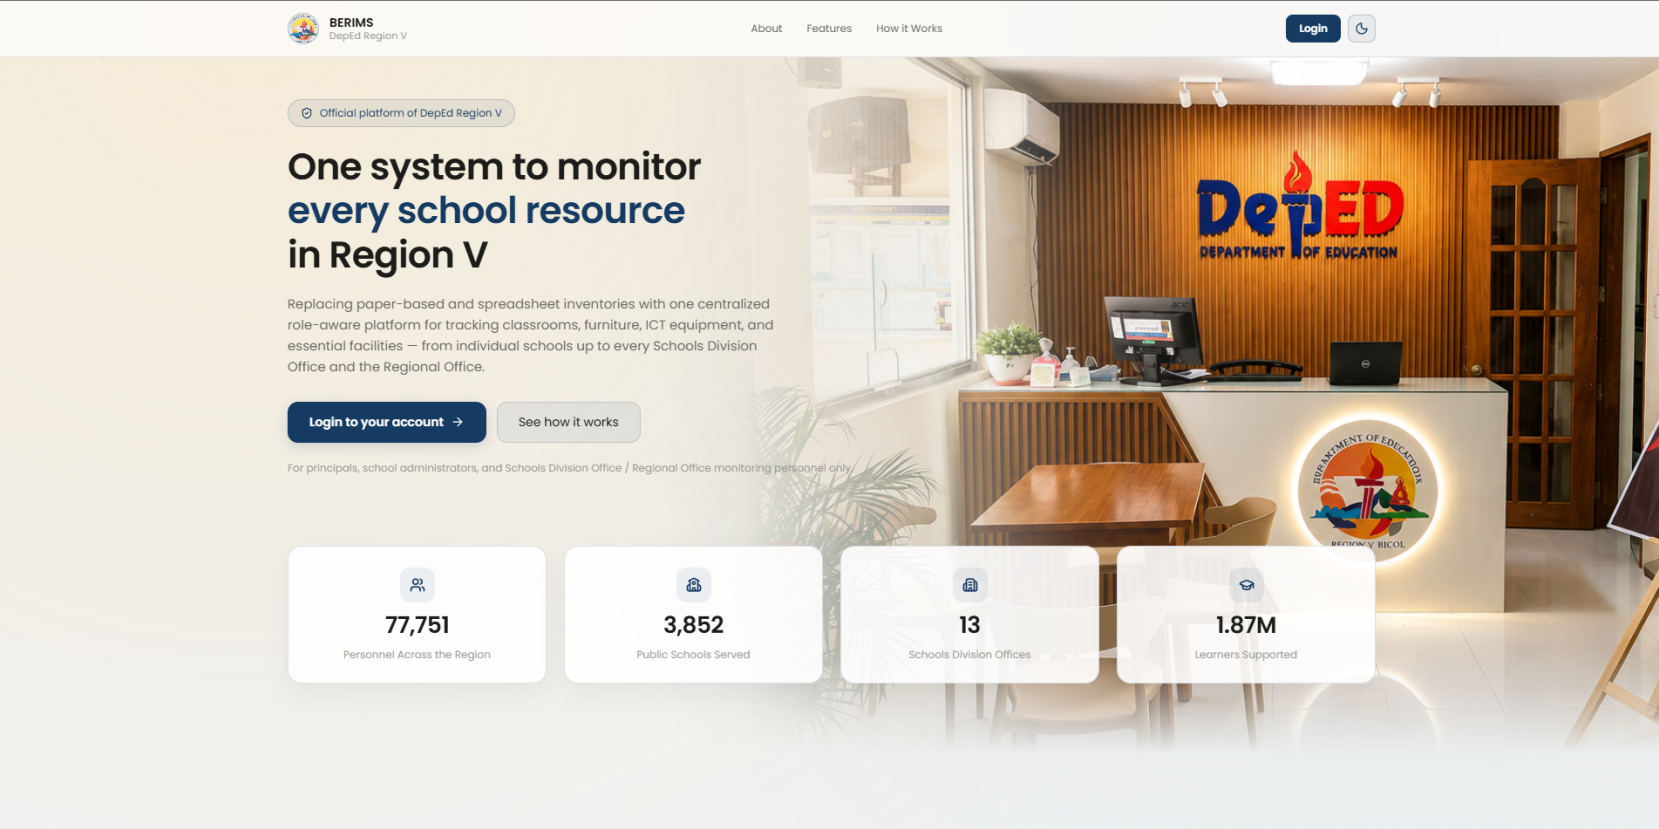 BERIMS
DepEd Region V
About
Features
How it Works
Login
Official platform of DepEd Region V
One system to monitor
every school resource
in Region V
Replacing paper-based and spreadsheet inventories with one centralized
role-aware platform for tracking classrooms, furniture, ICT equipment, and
essential facilities — from individual schools up to every Schools Division
Office and the Regional Office.
Login to your account
See how it works
For principals, school administrators, and Schools Division Office / Regional Office monitoring personnel only.
DepED
DEPARTMENT OF EDUCATION
acer
DELL
REGION V BICOL
77,751
Personnel Across the Region
3,852
Public Schools Served
13
Schools Division Offices
1.87M
Learners Supported